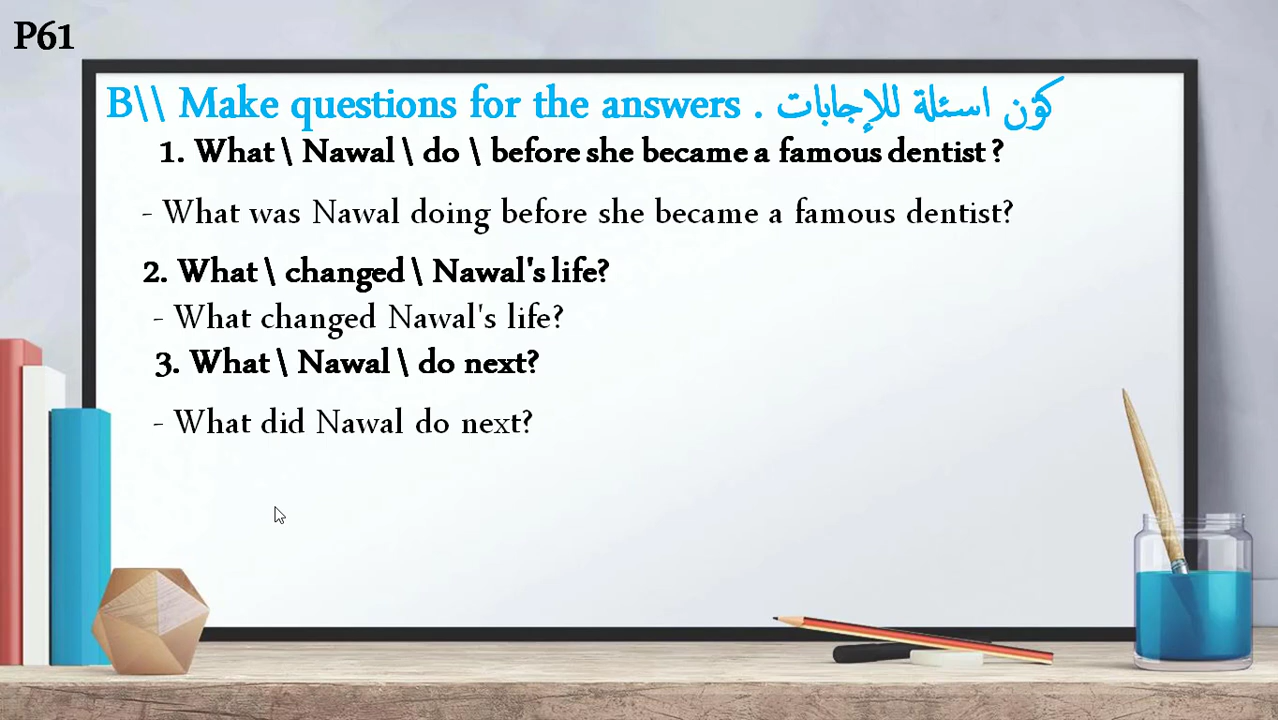 P61
B\\ Make questions for the answers . كوّن اسئلة للإجابات
1. What \ Nawal \ do \ before she became a famous dentist ?
- What was Nawal doing before she became a famous dentist?
2. What \ changed \ Nawal's life?
- What changed Nawal's life?
3. What \ Nawal \ do next?
- What did Nawal do next?